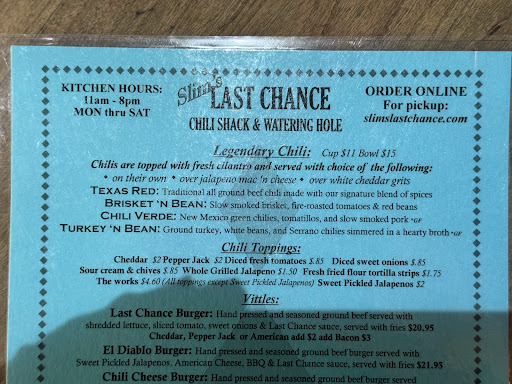 KITCHEN HOURS:
11am - 8pm
MON thru SAT
Slim's
LAST CHANCE
CHILI SHACK & WATERING HOLE
ORDER ONLINE
For pickup:
slimslastchance.com
Legendary Chili: Cup $11 Bowl $15
Chilis are topped with fresh cilantro and served with choice of the following:
• on their own • over jalapeno mac 'n cheese • over white cheddar grits
TEXAS RED: Traditional all ground beef chili made with our signature blend of spices
BRISKET 'N BEAN: Slow smoked brisket, fire-roasted tomatoes & red beans
CHILI VERDE: New Mexico green chilies, tomatillos, and slow smoked pork •GF
TURKEY 'N BEAN: Ground turkey, white beans, and Serrano chilies simmered in a hearty broth •GF
Chili Toppings:
Cheddar $2 Pepper Jack $2 Diced fresh tomatoes $.85 Diced sweet onions $.85
Sour cream & chives $.85 Whole Grilled Jalapeno $1.50 Fresh fried flour tortilla strips $1.75
The works $4.60 (All toppings except Sweet Pickled Jalapenos) Sweet Pickled Jalapenos $2
Vittles:
Last Chance Burger: Hand pressed and seasoned ground beef served with
shredded lettuce, sliced tomato, sweet onions & Last Chance sauce, served with fries $20.95
Cheddar, Pepper Jack or American add $2 add Bacon $3
El Diablo Burger: Hand pressed and seasoned ground beef burger served with
Sweet Pickled Jalapenos, American Cheese, BBQ & Last Chance sauce, served with fries $21.95
Chili Cheese Burger: Hand pressed and seasoned ground beef burger served